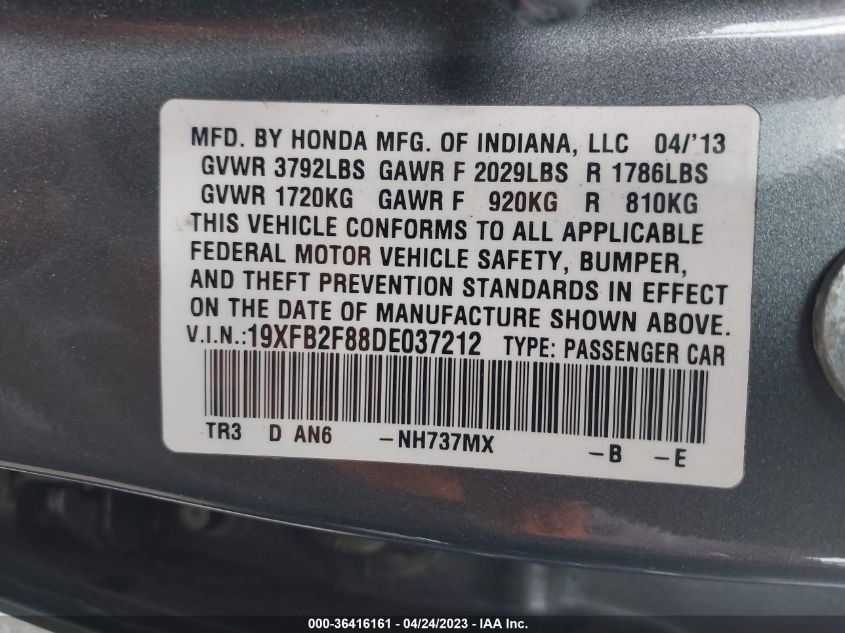 MFD. BY HONDA MFG. OF INDIANA, LLC 04/'13
GVWR 3792LBS GAWR F 2029LBS R 1786LBS
GVWR 1720KG GAWR F 920KG R 810KG
THIS VEHICLE CONFORMS TO ALL APPLICABLE
FEDERAL MOTOR VEHICLE SAFETY, BUMPER,
AND THEFT PREVENTION STANDARDS IN EFFECT
ON THE DATE OF MANUFACTURE SHOWN ABOVE.
V.I.N.:19XFB2F88DE037212 TYPE: PASSENGER CAR
TR3 D AN6 -NH737MX -B -E
000-36416161 - 04/24/2023 - IAA Inc.